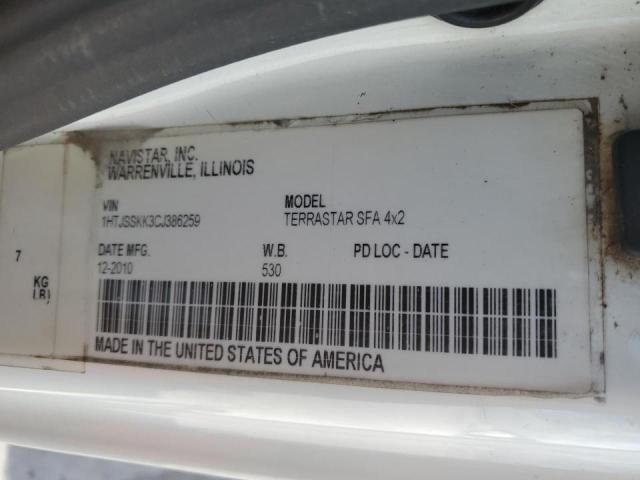 NAVISTAR, INC.
WARRENVILLE, ILLINOIS
VIN
1HTJSSKK3CJ386259
MODEL
TERRASTAR SFA 4x2
DATE MFG.
12-2010
W.B.
530
PD LOC - DATE
7
KG
LB)
MADE IN THE UNITED STATES OF AMERICA